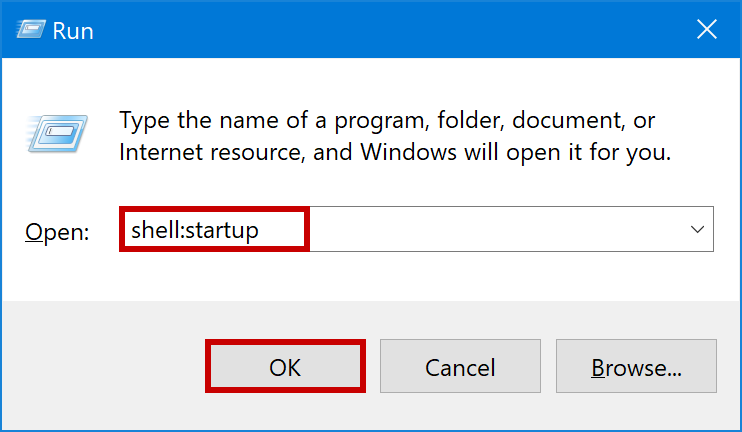 Run
Type the name of a program, folder, document, or
Internet resource, and Windows will open it for you.
Open: shell:startup
OK Cancel Browse...